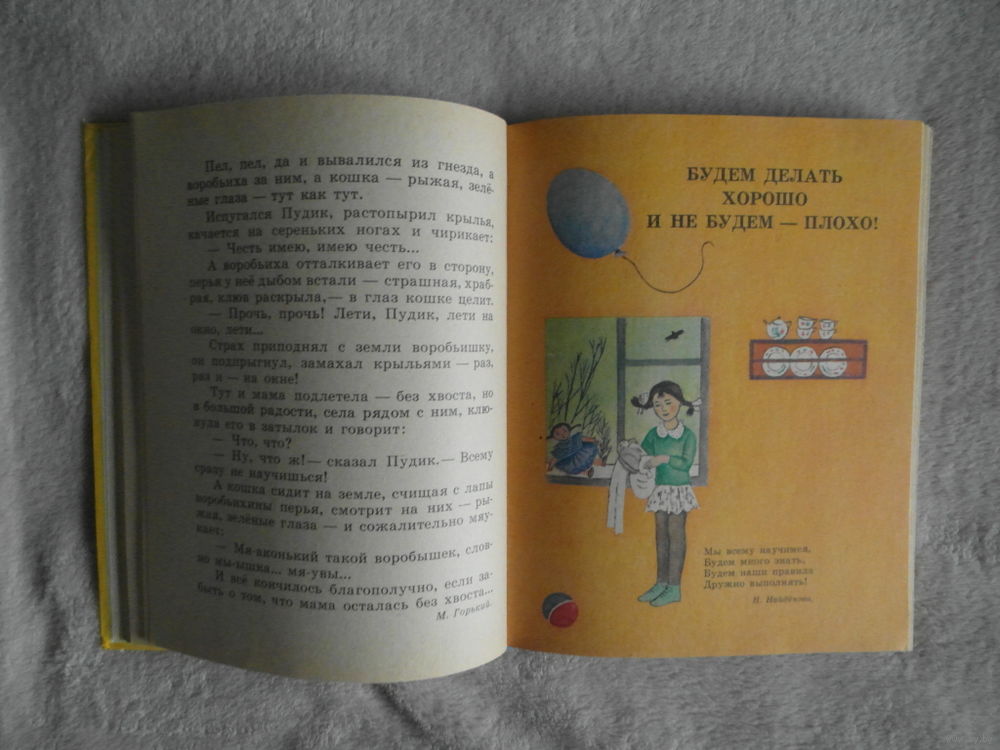 Пел, пел, да и вывалился из гнезда, а
воробьиха за ним, а кошка — рыжая, зелё-
ные глаза — тут как тут.
Испугался Пудик, растопырил крылья,
качается на сереньких ногах и чирикает:
— Честь имею, имею честь...
А воробьиха отталкивает его в сторону,
перья у неё дыбом встали — страшная, храб-
рая, клюв раскрыла,— в глаз кошке целит.
— Прочь, прочь! Лети, Пудик, лети на
окно, лети...
Страх приподнял с земли воробьишку,
он подпрыгнул, замахал крыльями — раз,
раз и — на окне!
Тут и мама подлетела — без хвоста, но
в большой радости, села рядом с ним, клю-
нула его в затылок и говорит:
— Что, что?
— Ну, что ж!— сказал Пудик.— Всему
сразу не научишься!
А кошка сидит на земле, счищая с лапы
воробьихины перья, смотрит на них — ры-
жая, зелёные глаза — и сожалительно мяу-
кает:
— Мя-аконький такой воробышек, слов-
но мы-ышка... мя-увы...
И всё кончилось благополучно, если за-
быть о том, что мама осталась без хвоста...
М. Горький.
БУДЕМ ДЕЛАТЬ
ХОРОШО
И НЕ БУДЕМ — ПЛОХО!
Мы всему научимся,
Будем много знать,
Будем наши правила
Дружно выполнять!
Н. Найдёнова.